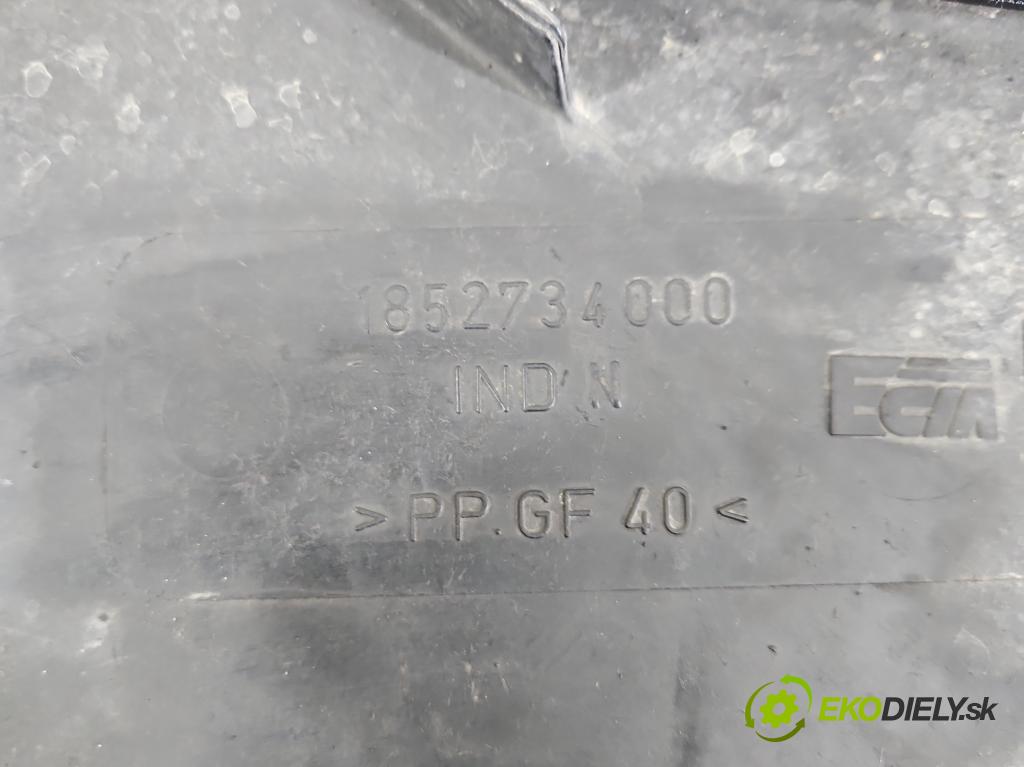 1852734000
IND N
ECIA
> PP.GF 40 <
EKODIELY.sk